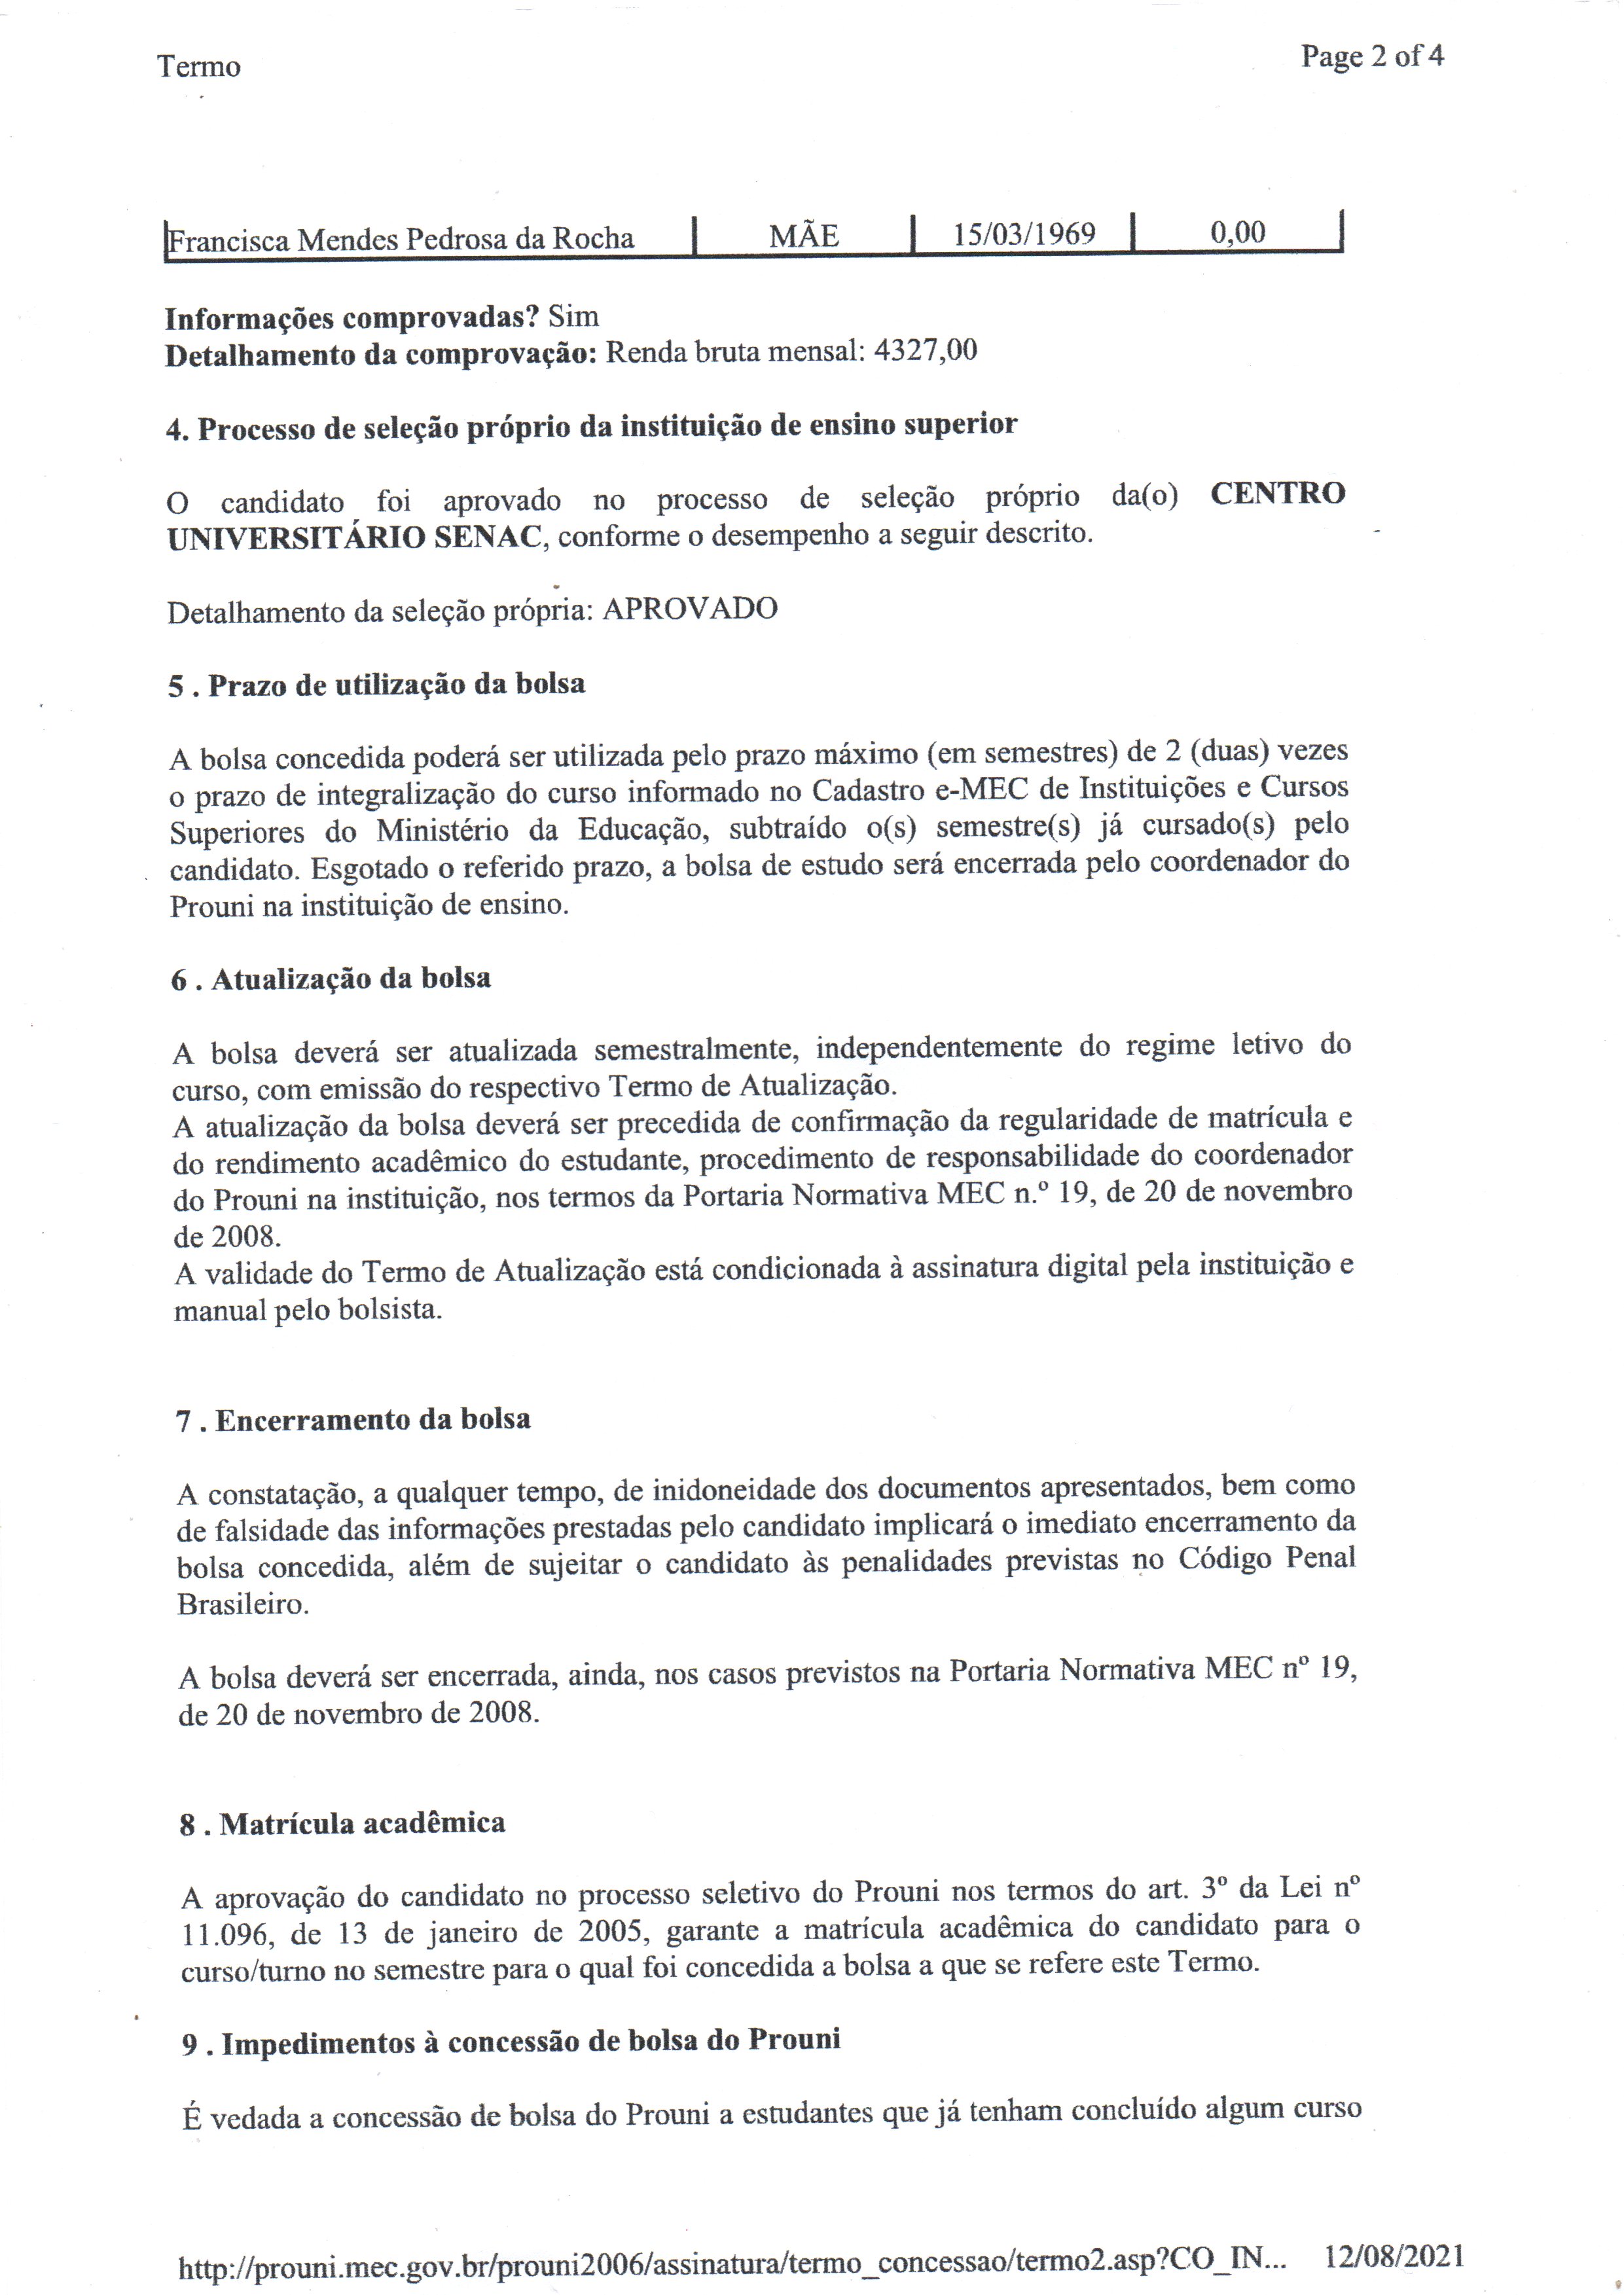 Termo
Page 2 of 4
Francisca Mendes Pedrosa da Rocha MÃE 15/03/1969 0,00
Informações comprovadas? Sim
Detalhamento da comprovação: Renda bruta mensal: 4327,00
4. Processo de seleção próprio da instituição de ensino superior
O candidato foi aprovado no processo de seleção próprio da(o) CENTRO
UNIVERSITÁRIO SENAC, conforme o desempenho a seguir descrito.
Detalhamento da seleção própria: APROVADO
5 . Prazo de utilização da bolsa
A bolsa concedida poderá ser utilizada pelo prazo máximo (em semestres) de 2 (duas) vezes
o prazo de integralização do curso informado no Cadastro e-MEC de Instituições e Cursos
Superiores do Ministério da Educação, subtraído o(s) semestre(s) já cursado(s) pelo
candidato. Esgotado o referido prazo, a bolsa de estudo será encerrada pelo coordenador do
Prouni na instituição de ensino.
6 . Atualização da bolsa
A bolsa deverá ser atualizada semestralmente, independentemente do regime letivo do
curso, com emissão do respectivo Termo de Atualização.
A atualização da bolsa deverá ser precedida de confirmação da regularidade de matrícula e
do rendimento acadêmico do estudante, procedimento de responsabilidade do coordenador
do Prouni na instituição, nos termos da Portaria Normativa MEC n.º 19, de 20 de novembro
de 2008.
A validade do Termo de Atualização está condicionada à assinatura digital pela instituição e
manual pelo bolsista.
7 . Encerramento da bolsa
A constatação, a qualquer tempo, de inidoneidade dos documentos apresentados, bem como
de falsidade das informações prestadas pelo candidato implicará o imediato encerramento da
bolsa concedida, além de sujeitar o candidato às penalidades previstas no Código Penal
Brasileiro.
A bolsa deverá ser encerrada, ainda, nos casos previstos na Portaria Normativa MEC nº 19,
de 20 de novembro de 2008.
8 . Matrícula acadêmica
A aprovação do candidato no processo seletivo do Prouni nos termos do art. 3º da Lei nº
11.096, de 13 de janeiro de 2005, garante a matrícula acadêmica do candidato para o
curso/turno no semestre para o qual foi concedida a bolsa a que se refere este Termo.
9 . Impedimentos à concessão de bolsa do Prouni
É vedada a concessão de bolsa do Prouni a estudantes que já tenham concluído algum curso
http://prouni.mec.gov.br/prouni2006/assinatura/termo_concessao/termo2.asp?CO_IN... 12/08/2021